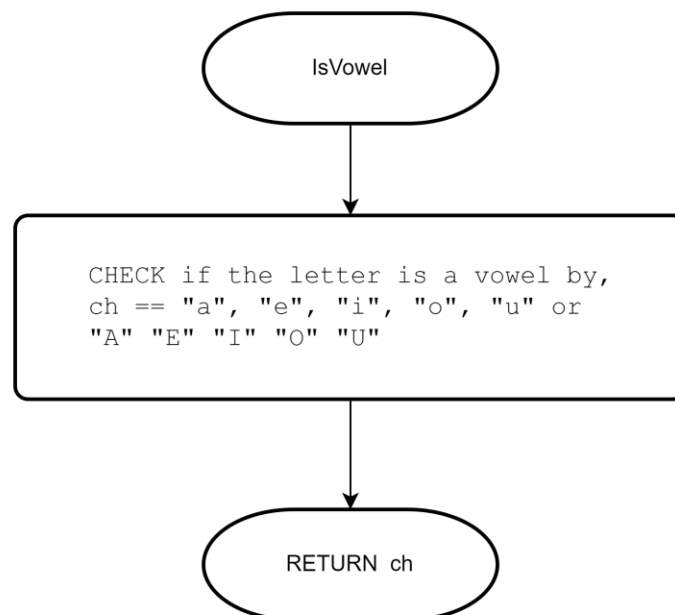 IsVowel
CHECK if the letter is a vowel by,
ch == "a", "e", "i", "o", "u" or
"A" "E" "I" "O" "U"
RETURN ch